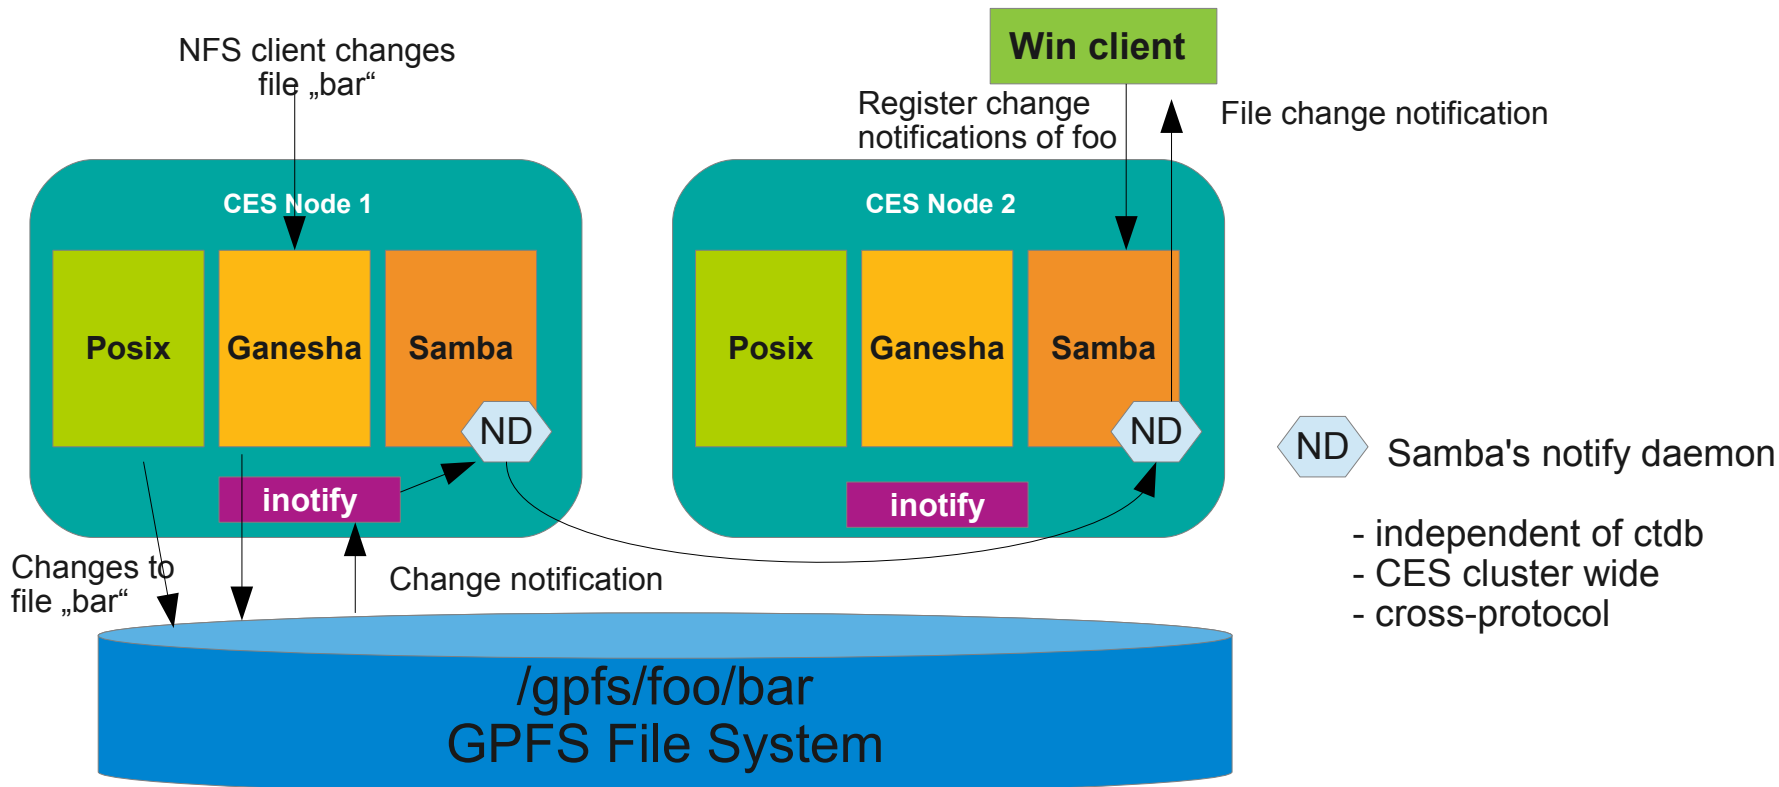 NFS client changes
file „bar“
Win client
Register change
notifications of foo
File change notification
CES Node 1
CES Node 2
Posix
Ganesha
Samba
Posix
Ganesha
Samba
ND
ND
inotify
inotify
ND
Samba's notify daemon
- independent of ctdb
- CES cluster wide
- cross-protocol
Changes to
file „bar“
Change notification
/gpfs/foo/bar
GPFS File System